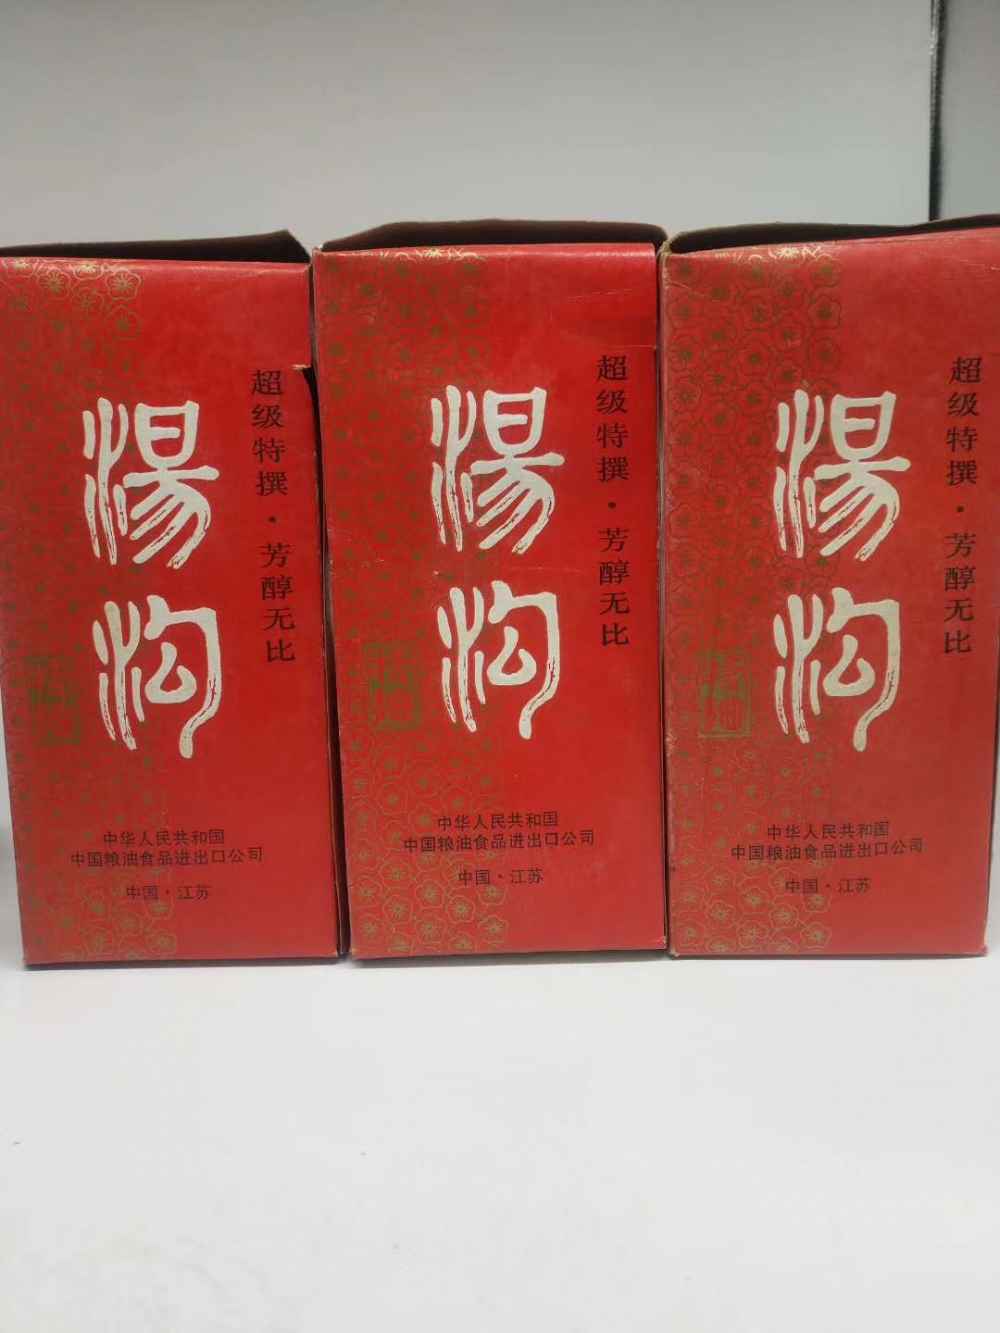 超级特撰·芳醇无比
湯沟
中华人民共和国
中国粮油食品进出口公司
中国·江苏
超级特撰·芳醇无比
湯沟
中华人民共和国
中国粮油食品进出口公司
中国·江苏
超级特撰·芳醇无比
湯沟
中华人民共和国
中国粮油食品进出口公司
中国·江苏